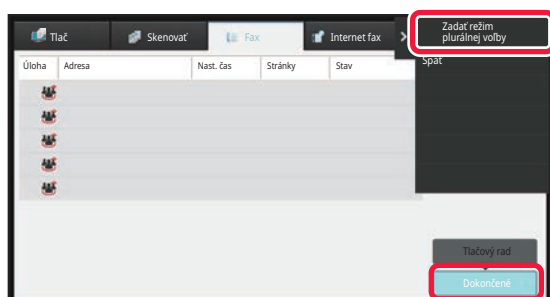 Tlač
Skenovať
Fax
Internet fax
Zadať režim
plurálnej voľby
Späť
Úloha
Adresa
Nast. čas
Stránky
Stav
Tlačový rad
Dokončené